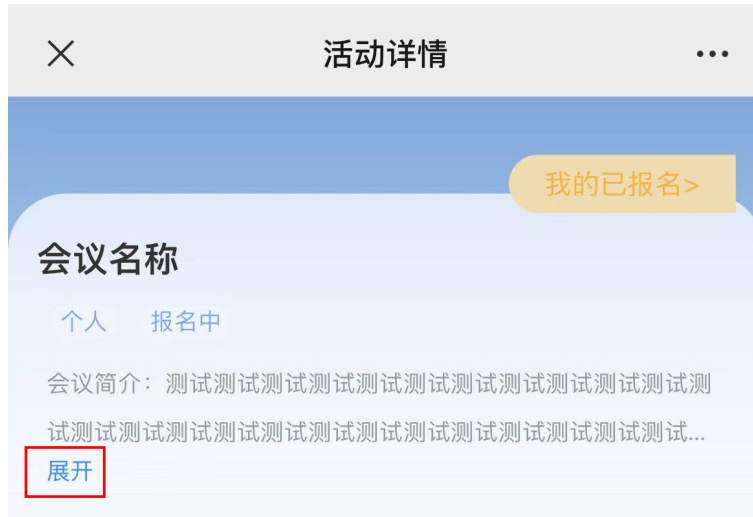 活动详情
我的已报名>
会议名称
个人 报名中
会议简介：测试测试测试测试测试测试测试测试测试测试测试测
试测试测试测试测试测试测试测试测试测试测试测试测试测试...
展开